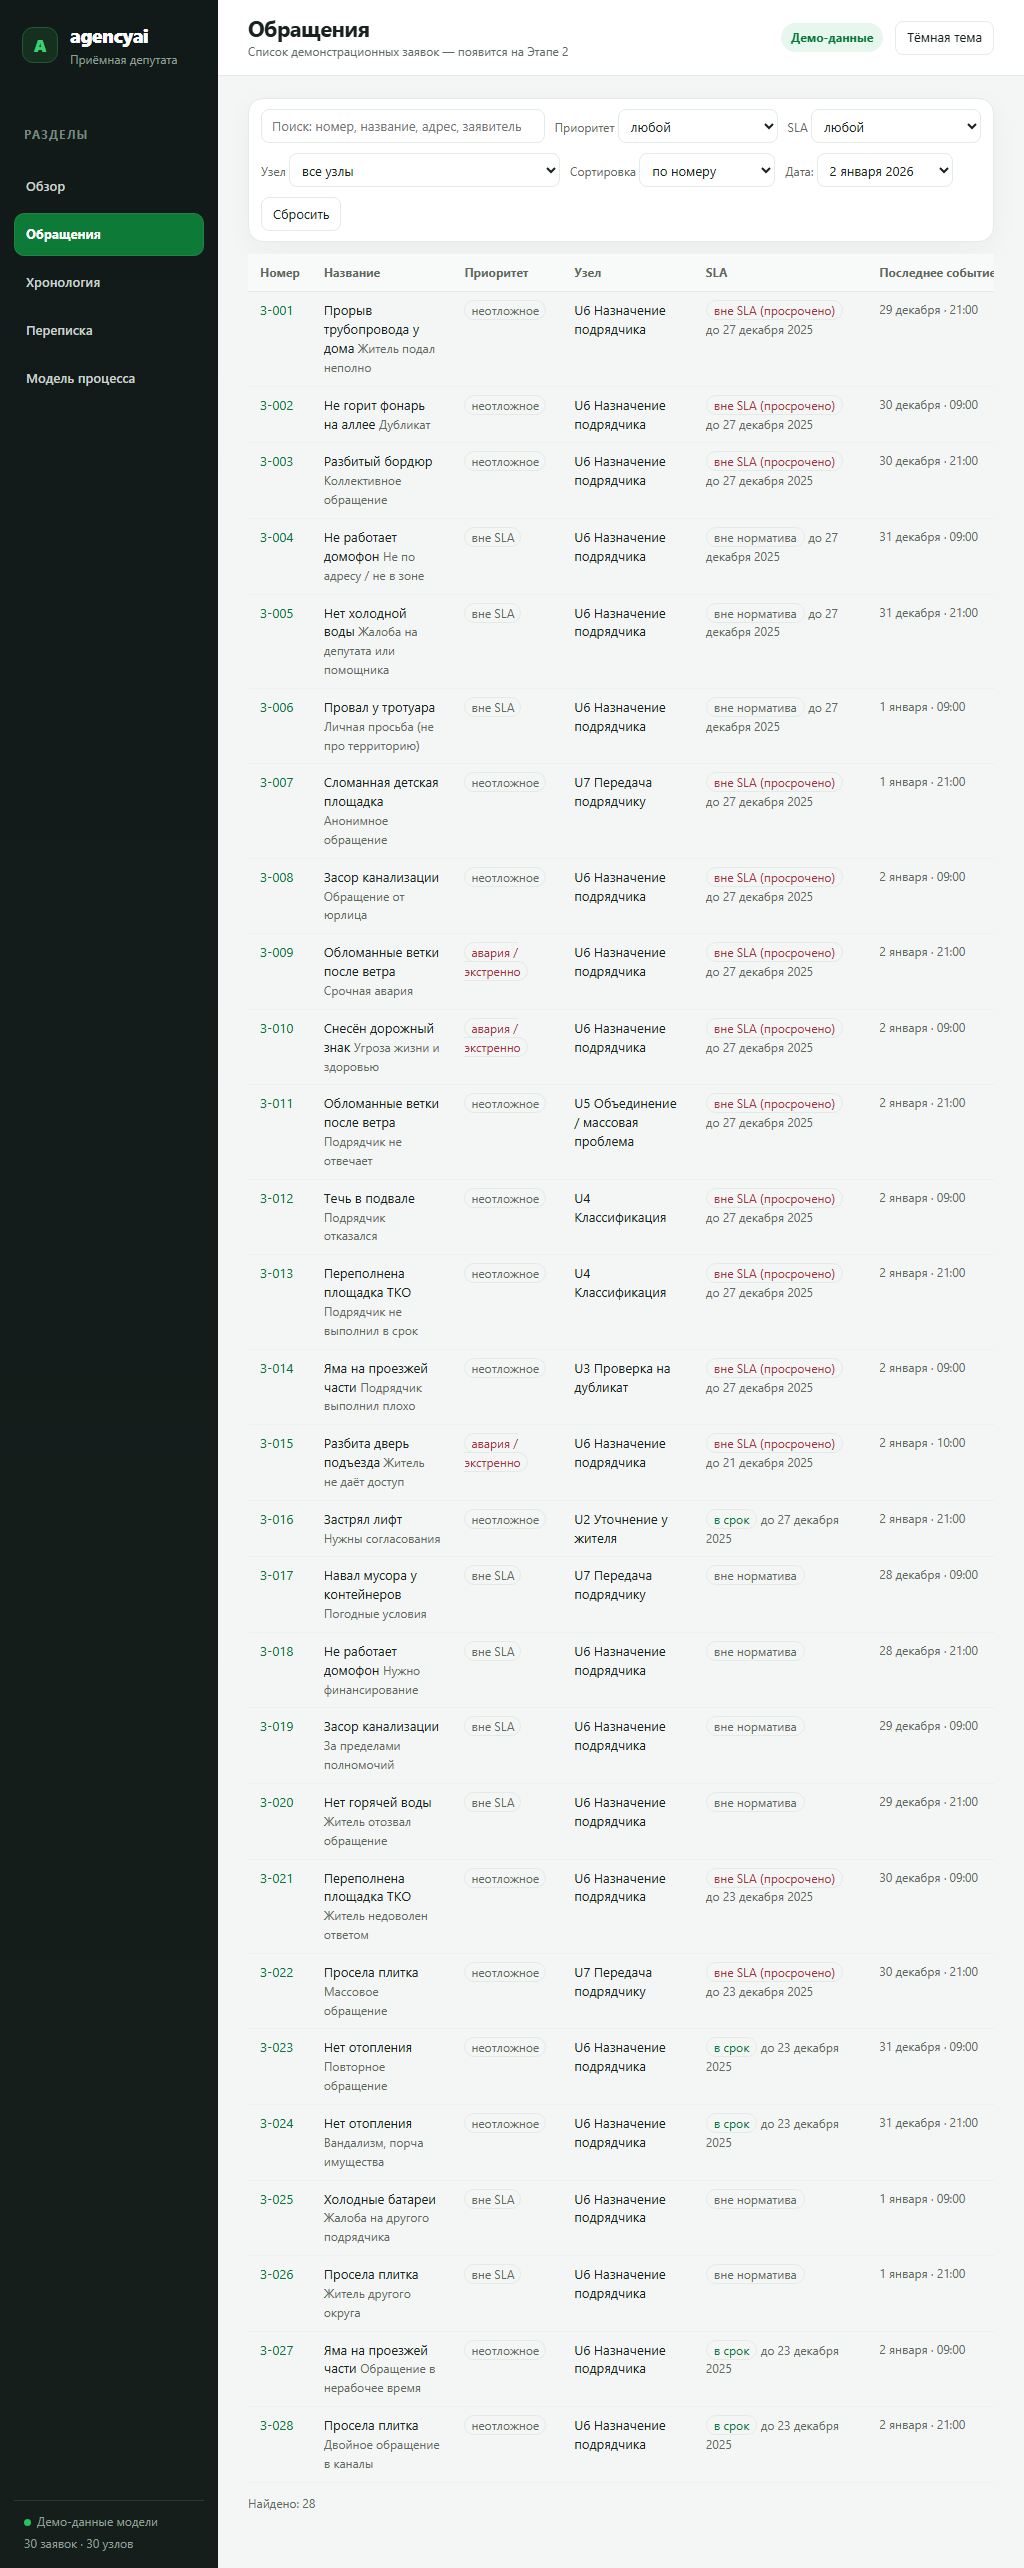 A
agencyai
Приёмная депутата
РАЗДЕЛЫ
Обзор
Обращения
Хронология
Переписка
Модель процесса
Демо-данные модели
30 заявок · 30 узлов
Обращения
Список демонстрационных заявок — появится на Этапе 2
Демо-данные
Тёмная тема
Поиск: номер, название, адрес, заявитель
Приоритет любой
SLA любой
Узел все узлы
Сортировка по номеру
Дата: 2 января 2026
Сбросить
Номер Название Приоритет Узел SLA Последнее событие
3-001 Прорыв неотложное U6 Назначение вне SLA (просрочено) 29 декабря · 21:00
трубопровода у подрядчика до 27 декабря 2025
дома Житель подал
неполно
3-002 Не горит фонарь неотложное U6 Назначение вне SLA (просрочено) 30 декабря · 09:00
на аллее Дубликат подрядчика до 27 декабря 2025
3-003 Разбитый бордюр неотложное U6 Назначение вне SLA (просрочено) 30 декабря · 21:00
Коллективное подрядчика до 27 декабря 2025
обращение
3-004 Не работает вне SLA U6 Назначение вне норматива до 27 31 декабря · 09:00
домофон Не по подрядчика декабря 2025
адресу / не в зоне
3-005 Нет холодной вне SLA U6 Назначение вне норматива до 27 31 декабря · 21:00
воды Жалоба на подрядчика декабря 2025
депутата или
помощника
3-006 Провал у тротуара вне SLA U6 Назначение вне норматива до 27 1 января · 09:00
Личная просьба (не подрядчика декабря 2025
про территорию)
3-007 Сломанная детская неотложное U7 Передача вне SLA (просрочено) 1 января · 21:00
площадка подрядчику до 27 декабря 2025
Анонимное
обращение
3-008 Засор канализации неотложное U6 Назначение вне SLA (просрочено) 2 января · 09:00
Обращение от подрядчика до 27 декабря 2025
юрлица
3-009 Обломанные ветки авария / U6 Назначение вне SLA (просрочено) 2 января · 21:00
после ветра экстренно подрядчика до 27 декабря 2025
Срочная авария
3-010 Снесён дорожный авария / U6 Назначение вне SLA (просрочено) 2 января · 09:00
знак Угроза жизни и экстренно подрядчика до 27 декабря 2025
здоровью
3-011 Обломанные ветки неотложное U5 Объединение вне SLA (просрочено) 2 января · 21:00
после ветра / массовая до 27 декабря 2025
Подрядчик не проблема
отвечает
3-012 Течь в подвале неотложное U4 вне SLA (просрочено) 2 января · 09:00
Подрядчик Классификация до 27 декабря 2025
отказался
3-013 Переполнена неотложное U4 вне SLA (просрочено) 2 января · 21:00
площадка ТКО Классификация до 27 декабря 2025
Подрядчик не
выполнил в срок
3-014 Яма на проезжей неотложное U3 Проверка на вне SLA (просрочено) 2 января · 09:00
части Подрядчик дубликат до 27 декабря 2025
выполнил плохо
3-015 Разбита дверь авария / U6 Назначение вне SLA (просрочено) 2 января · 10:00
подъезда Житель экстренно подрядчика до 21 декабря 2025
не даёт доступ
3-016 Застрял лифт неотложное U2 Уточнение у в срок до 27 декабря 2 января · 21:00
Нужны согласования жителя 2025
3-017 Навал мусора у вне SLA U7 Передача вне норматива 28 декабря · 09:00
контейнеров подрядчику
Погодные условия
3-018 Не работает вне SLA U6 Назначение вне норматива 28 декабря · 21:00
домофон Нужно подрядчика
финансирование
3-019 Засор канализации вне SLA U6 Назначение вне норматива 29 декабря · 09:00
За пределами подрядчика
полномочий
3-020 Нет горячей воды вне SLA U6 Назначение вне норматива 29 декабря · 21:00
Житель отозвал подрядчика
обращение
3-021 Переполнена неотложное U6 Назначение вне SLA (просрочено) 30 декабря · 09:00
площадка ТКО подрядчика до 23 декабря 2025
Житель недоволен
ответом
3-022 Просела плитка неотложное U7 Передача вне SLA (просрочено) 30 декабря · 21:00
Массовое подрядчику до 23 декабря 2025
обращение
3-023 Нет отопления неотложное U6 Назначение в срок до 23 декабря 31 декабря · 09:00
Повторное подрядчика 2025
обращение
3-024 Нет отопления неотложное U6 Назначение в срок до 23 декабря 31 декабря · 21:00
Вандализм, порча подрядчика 2025
имущества
3-025 Холодные батареи вне SLA U6 Назначение вне норматива 1 января · 09:00
Жалоба на другого подрядчика
подрядчика
3-026 Просела плитка вне SLA U6 Назначение вне норматива 1 января · 21:00
Житель другого подрядчика
округа
3-027 Яма на проезжей неотложное U6 Назначение в срок до 23 декабря 2 января · 09:00
части Обращение в подрядчика 2025
нерабочее время
3-028 Просела плитка неотложное U6 Назначение в срок до 23 декабря 2 января · 21:00
Двойное обращение подрядчика 2025
в каналы
Найдено: 28